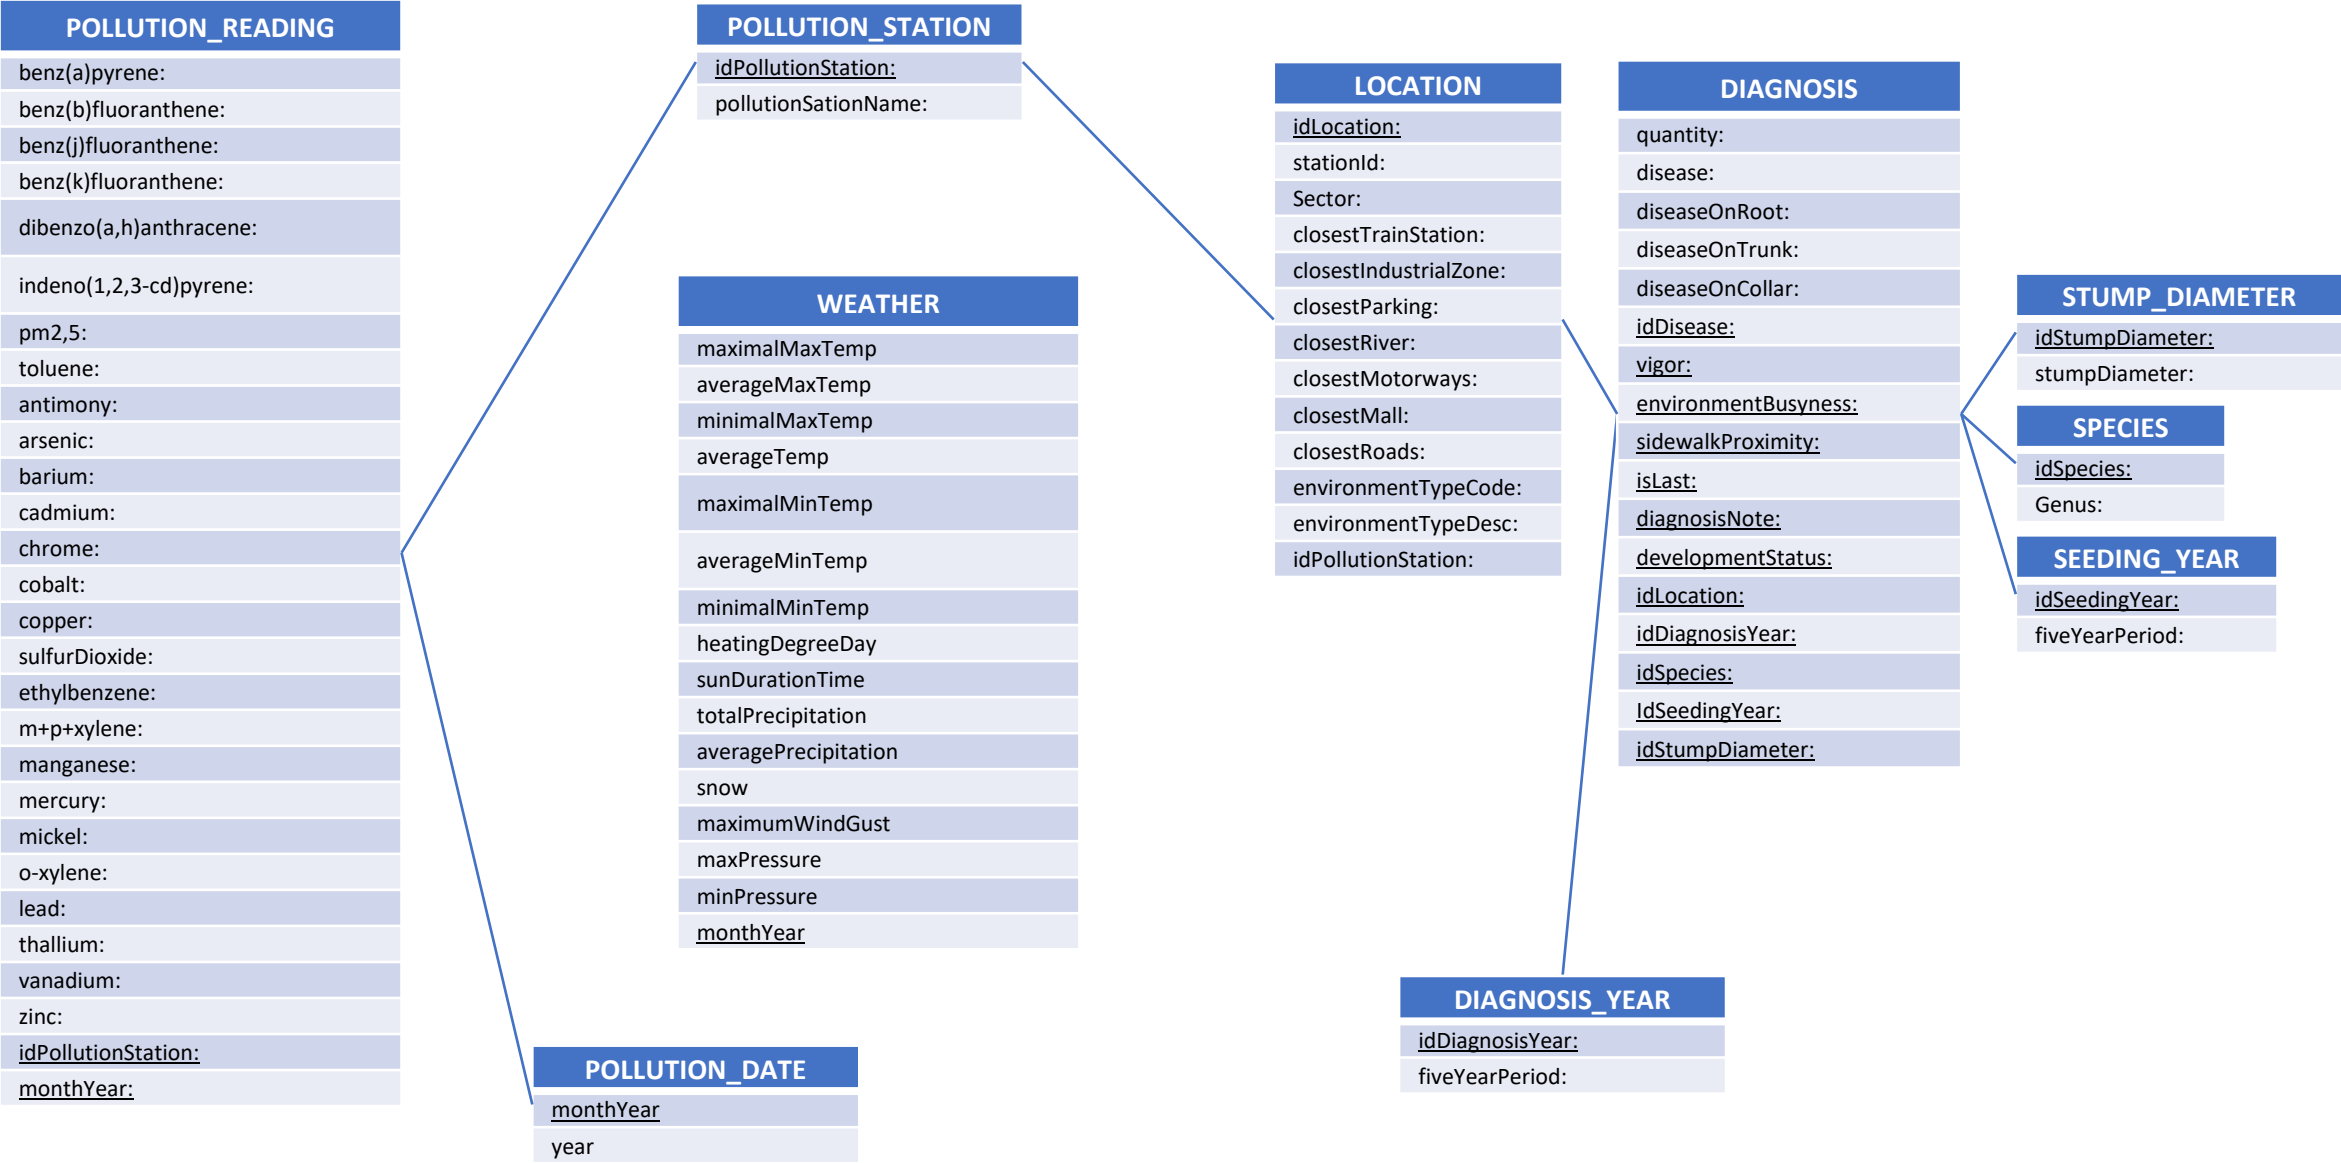 POLLUTION_READING
benz(a)pyrene:
benz(b)fluoranthene:
benz(j)fluoranthene:
benz(k)fluoranthene:
dibenzo(a,h)anthracene:
indeno(1,2,3-cd)pyrene:
pm2,5:
toluene:
antimony:
arsenic:
barium:
cadmium:
chrome:
cobalt:
copper:
sulfurDioxide:
ethylbenzene:
m+p+xylene:
manganese:
mercury:
mickel:
o-xylene:
lead:
thallium:
vanadium:
zinc:
idPollutionStation:
monthYear:
POLLUTION_STATION
idPollutionStation:
pollutionSationName:
WEATHER
maximalMaxTemp
averageMaxTemp
minimalMaxTemp
averageTemp
maximalMinTemp
averageMinTemp
minimalMinTemp
heatingDegreeDay
sunDurationTime
totalPrecipitation
averagePrecipitation
snow
maximumWindGust
maxPressure
minPressure
monthYear
POLLUTION_DATE
monthYear
year
LOCATION
idLocation:
stationId:
Sector:
closestTrainStation:
closestIndustrialZone:
closestParking:
closestRiver:
closestMotorways:
closestMall:
closestRoads:
environmentTypeCode:
environmentTypeDesc:
idPollutionStation:
DIAGNOSIS
quantity:
disease:
diseaseOnRoot:
diseaseOnTrunk:
diseaseOnCollar:
idDisease:
vigor:
environmentBusyness:
sidewalkProximity:
isLast:
diagnosisNote:
developmentStatus:
idLocation:
idDiagnosisYear:
idSpecies:
IdSeedingYear:
idStumpDiameter:
DIAGNOSIS_YEAR
idDiagnosisYear:
fiveYearPeriod:
STUMP_DIAMETER
idStumpDiameter:
stumpDiameter:
SPECIES
idSpecies:
Genus:
SEEDING_YEAR
idSeedingYear:
fiveYearPeriod: